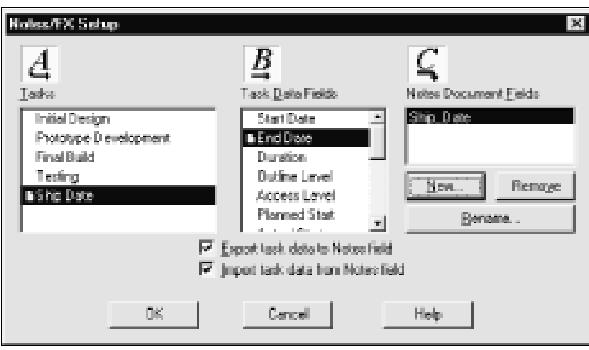 Notes/FX Setup
A
B
C
Tasks
Task Data Fields
Notes Document Fields
Initial Design
Prototype Development
Final Build
Testing
Ship Date
Start Date
End Date
Duration
Outline Level
Access Level
Planned Start
Ship_Date
New...
Remove
Rename...
Export task data to Notes field
Import task data from Notes field
OK
Cancel
Help